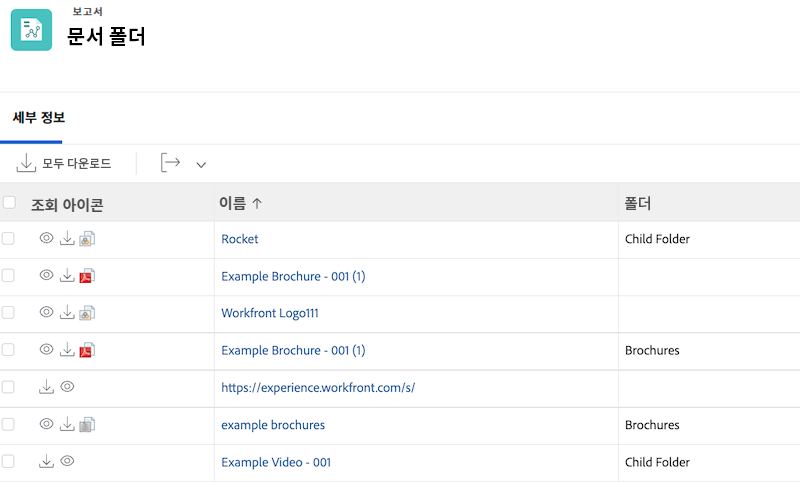 보고서
문서 폴더
세부 정보
모두 다운로드
조회 아이콘 이름 폴더
Rocket Child Folder
Example Brochure - 001 (1)
Workfront Logo111
Example Brochure - 001 (1) Brochures
https://experience.workfront.com/s/
example brochures Brochures
Example Video - 001 Child Folder